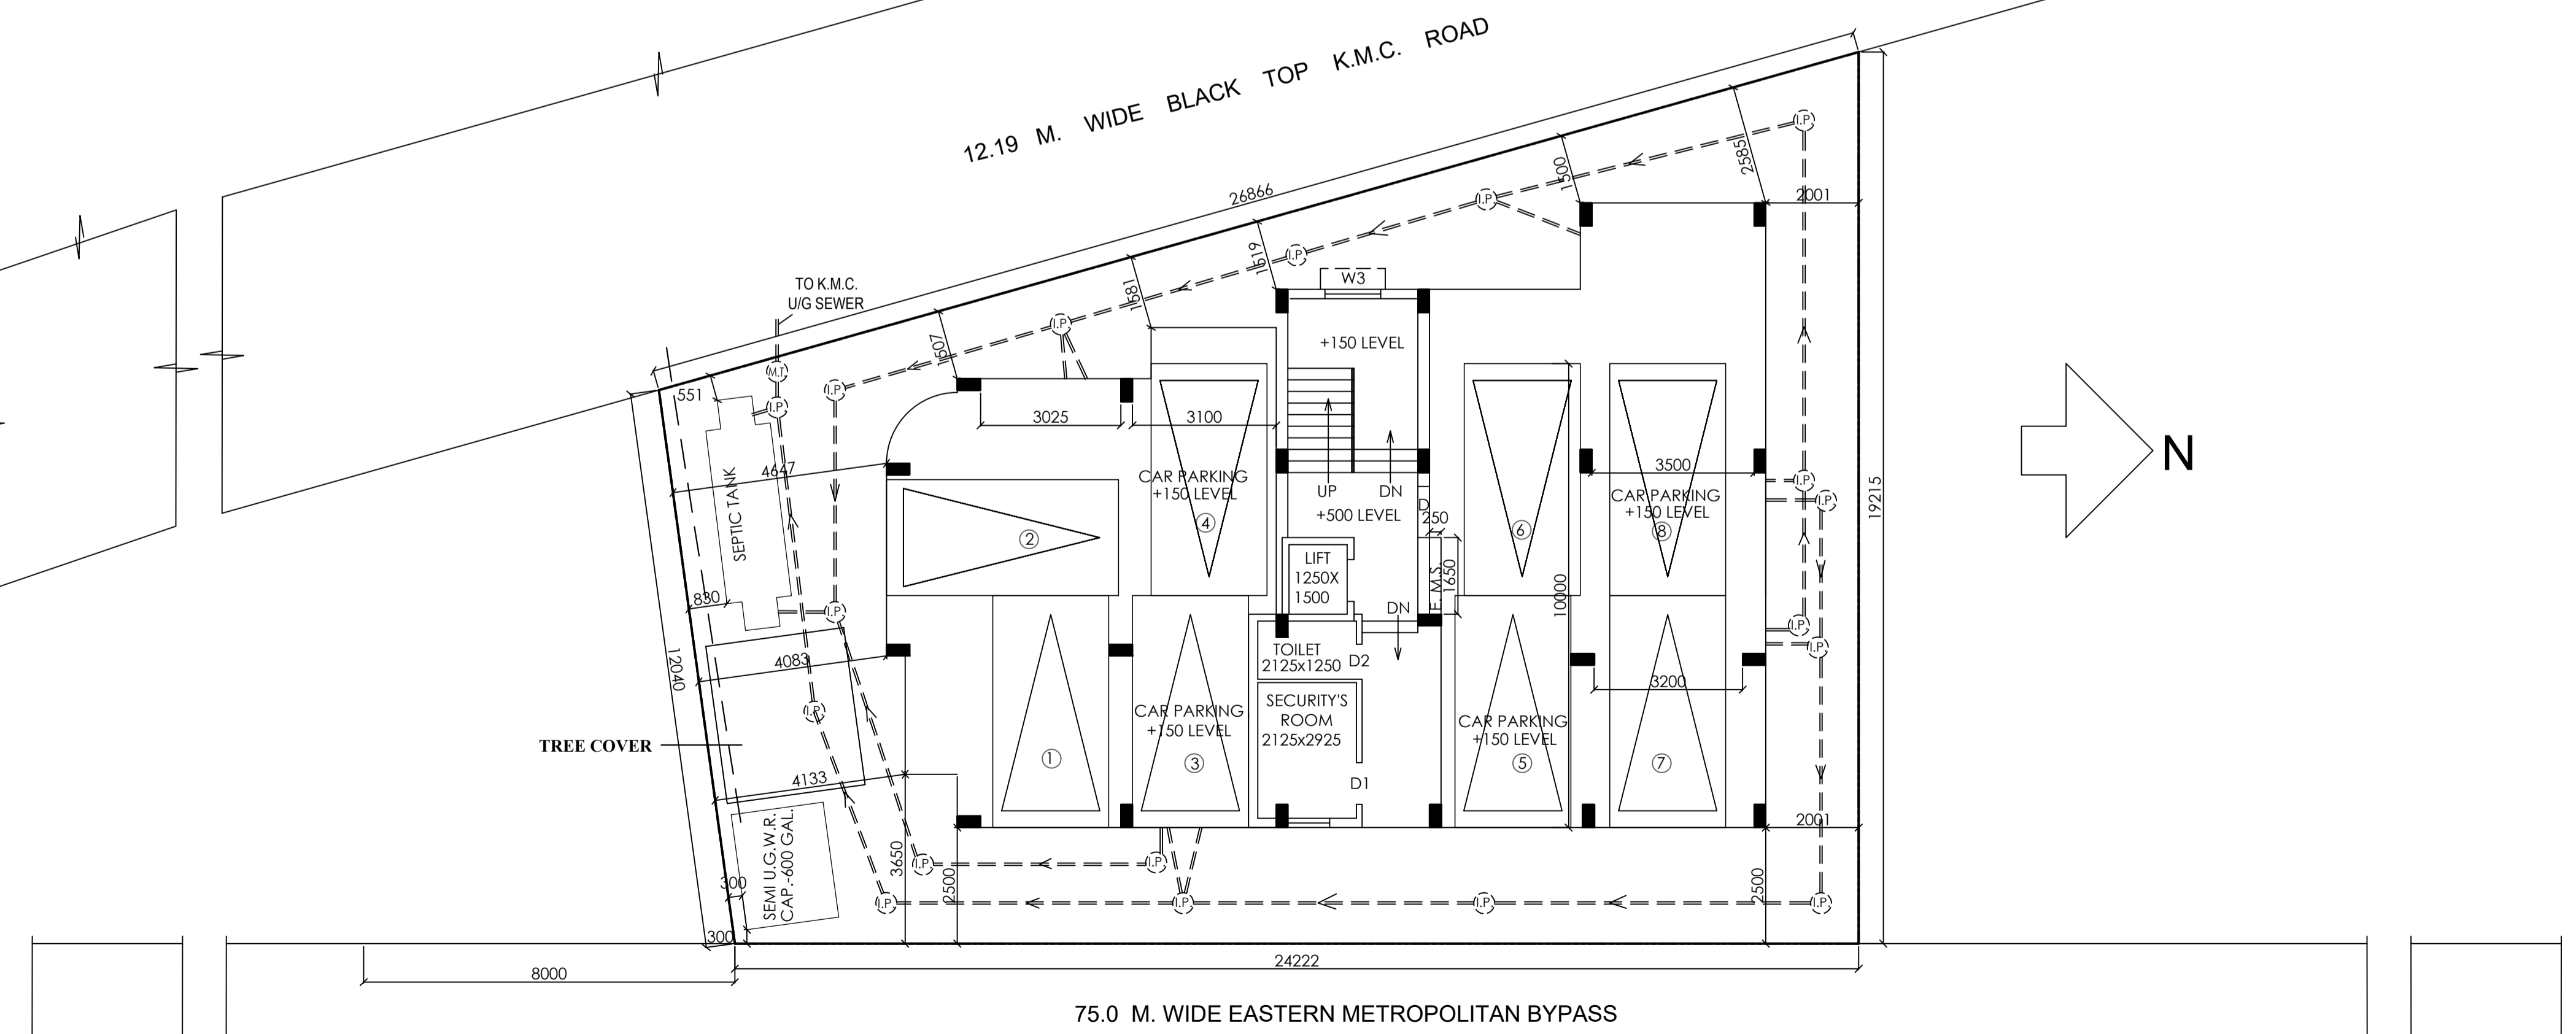 12.19 M. WIDE BLACK TOP K.M.C. ROAD
26866
2585
1500
I.P
2001
I.P
1519
I.P
W3
TO K.M.C.
U/G SEWER
1581
I.P
1507
+150 LEVEL
M.T
551
I.P
I.P
3025
3100
4647
SEPTIC TANK
CAR PARKING
+150 LEVEL
4
2
UP
DN
+500 LEVEL
D
250
3500
CAR PARKING
+150 LEVEL
6
8
I.P
I.P
19215
N
LIFT
1250X
1500
E.M.S.
1650
10000
DN
830
I.P
I.P
I.P
12040
4083
TOILET
2125x1250
D2
3200
I.P
SECURITY'S
ROOM
2125x2925
CAR PARKING
+150 LEVEL
CAR PARKING
+150 LEVEL
TREE COVER
1
3
5
7
4133
D1
SEMI U.G.W.R.
CAP.-600 GAL.
2001
3650
I.P
I.P
300
2500
2500
I.P
I.P
I.P
I.P
300
8000
24222
75.0 M. WIDE EASTERN METROPOLITAN BYPASS